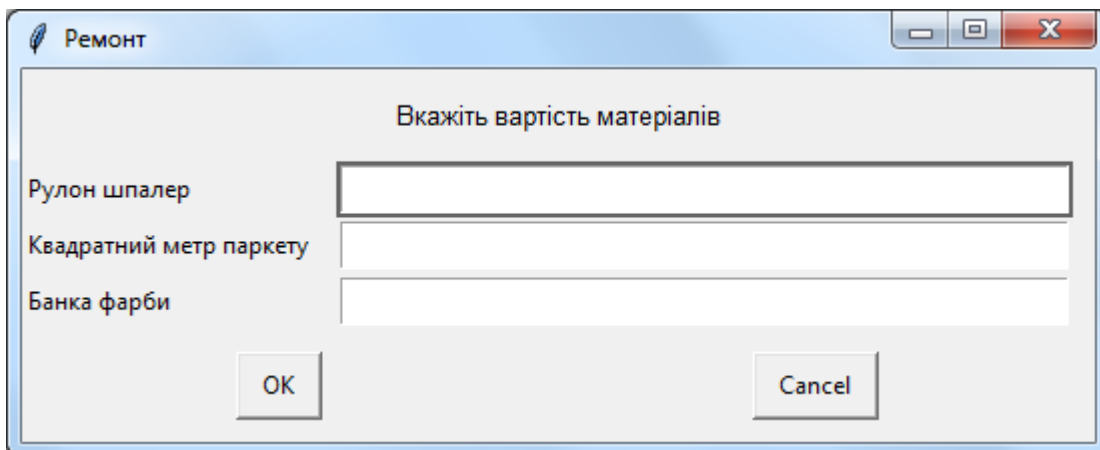 Ремонт
Вкажіть вартість матеріалів
Рулон шпалер
Квадратний метр паркету
Банка фарби
OK Cancel